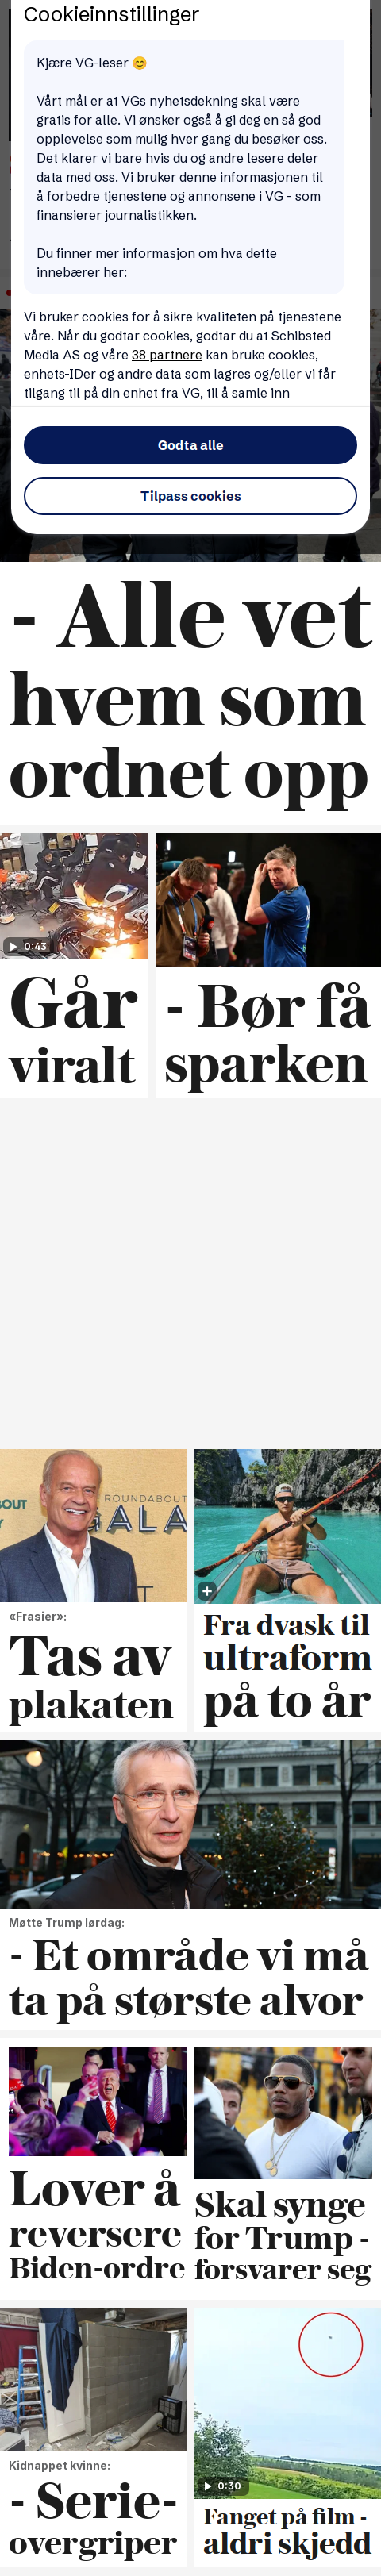 Cookieinnstillinger
Kjære VG-leser 😊
Vårt mål er at VGs nyhetsdekning skal være
gratis for alle. Vi ønsker også å gi deg en så god
opplevelse som mulig hver gang du besøker oss.
Det klarer vi bare hvis du og andre lesere deler
data med oss. Vi bruker denne informasjonen til
å forbedre tjenestene og annonsene i VG - som
finansierer journalistikken.
Du finner mer informasjon om hva dette
innebærer her:
Vi bruker cookies for å sikre kvaliteten på tjenestene
våre. Når du godtar cookies, godtar du at Schibsted
Media AS og våre 38 partnere kan bruke cookies,
enhets-IDer og andre data som lagres og/eller vi får
tilgang til på din enhet fra VG, til å samle inn
Godta alle
Tilpass cookies
- Alle vet
hvem som
ordnet opp
0:43
Går
viralt
- Bør få
sparken
ROUNDABOUT
GALA
«Frasier»:
Tas av
plakaten
Fra dvask til
ultraform
på to år
Møtte Trump lørdag:
- Et område vi må
ta på største alvor
Lover å
reversere
Biden-ordre
Skal synge
for Trump -
forsvarer seg
Kidnappet kvinne:
- Serie-
overgriper
0:30
Fanget på film -
aldri skjedd